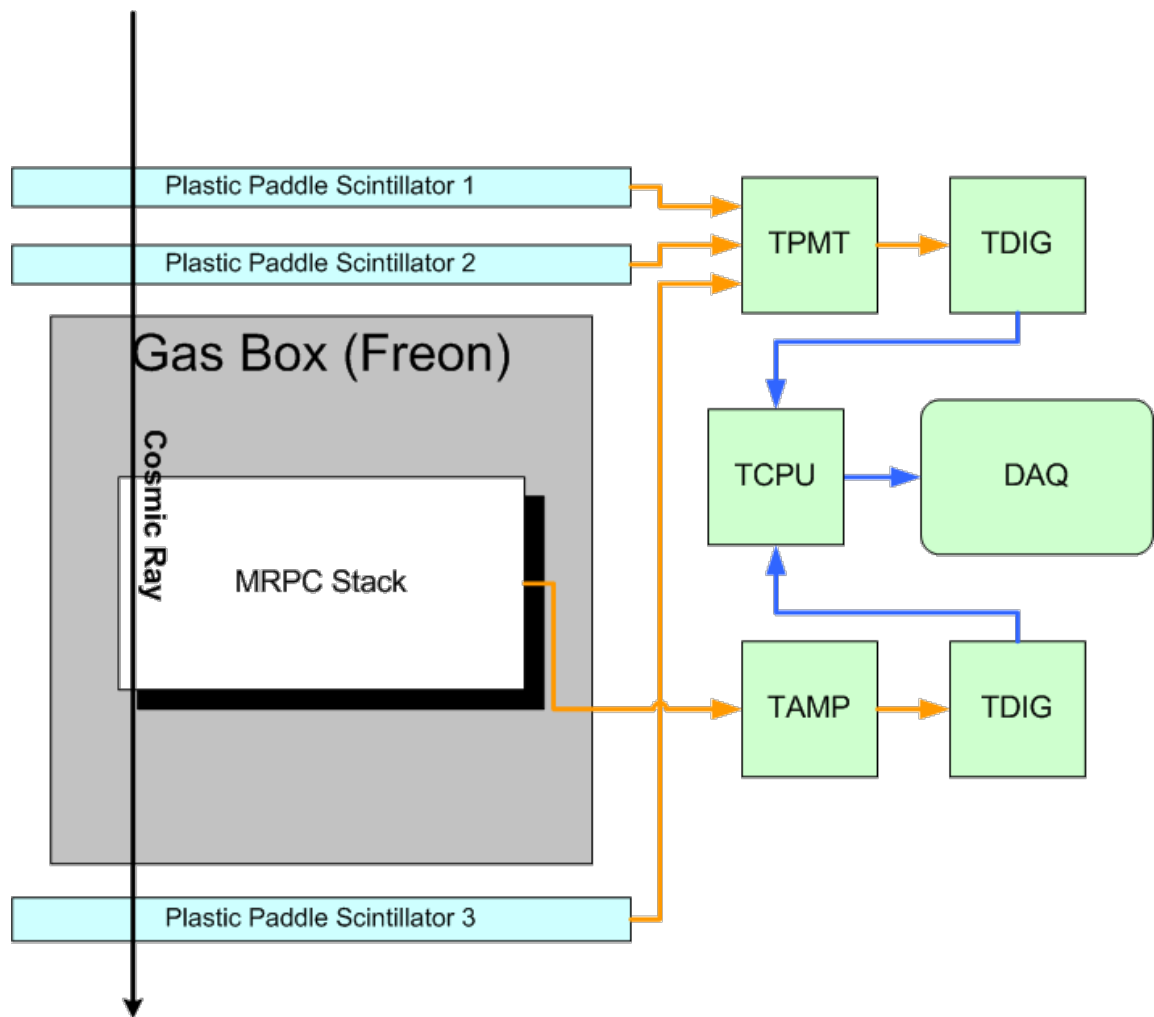 Plastic Paddle Scintillator 1
Plastic Paddle Scintillator 2
TPMT
TDIG
Gas Box (Freon)
Cosmic Ray
TCPU
DAQ
MRPC Stack
TAMP
TDIG
Plastic Paddle Scintillator 3